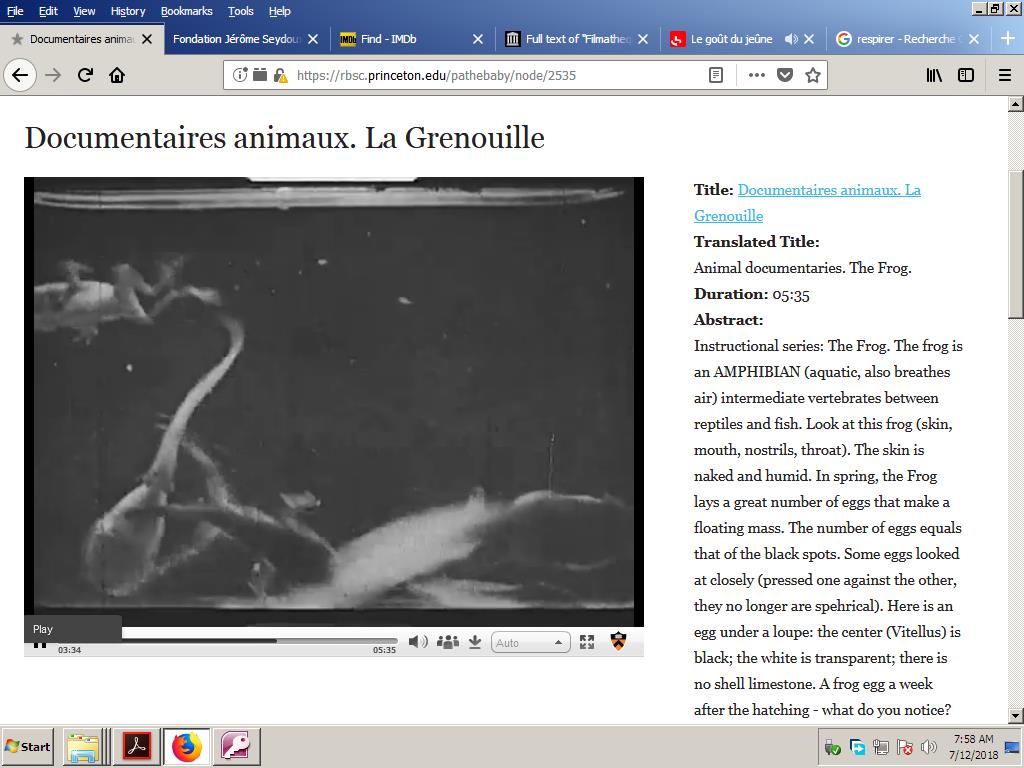 File Edit View History Bookmarks Tools Help
Documentaires anima
Fondation Jérôme Seydou
IMDb Find - IMDb
Full text of "Filmatheq
Le goût du jeûne
respirer - Recherche
https://rbsc.princeton.edu/pathebaby/node/2535
Documentaires animaux. La Grenouille
Title: Documentaires animaux. La
Grenouille
Translated Title:
Animal documentaries. The Frog.
Duration: 05:35
Abstract:
Instructional series: The Frog. The frog is
an AMPHIBIAN (aquatic, also breathes
air) intermediate vertebrates between
reptiles and fish. Look at this frog (skin,
mouth, nostrils, throat). The skin is
naked and humid. In spring, the Frog
lays a great number of eggs that make a
floating mass. The number of eggs equals
that of the black spots. Some eggs looked
at closely (pressed one against the other,
they no longer are spehrical). Here is an
egg under a loupe: the center (Vitellus) is
black; the white is transparent; there is
no shell limestone. A frog egg a week
after the hatching - what do you notice?
Play
03:34
05:35
Auto
Start
7:58 AM
7/12/2018